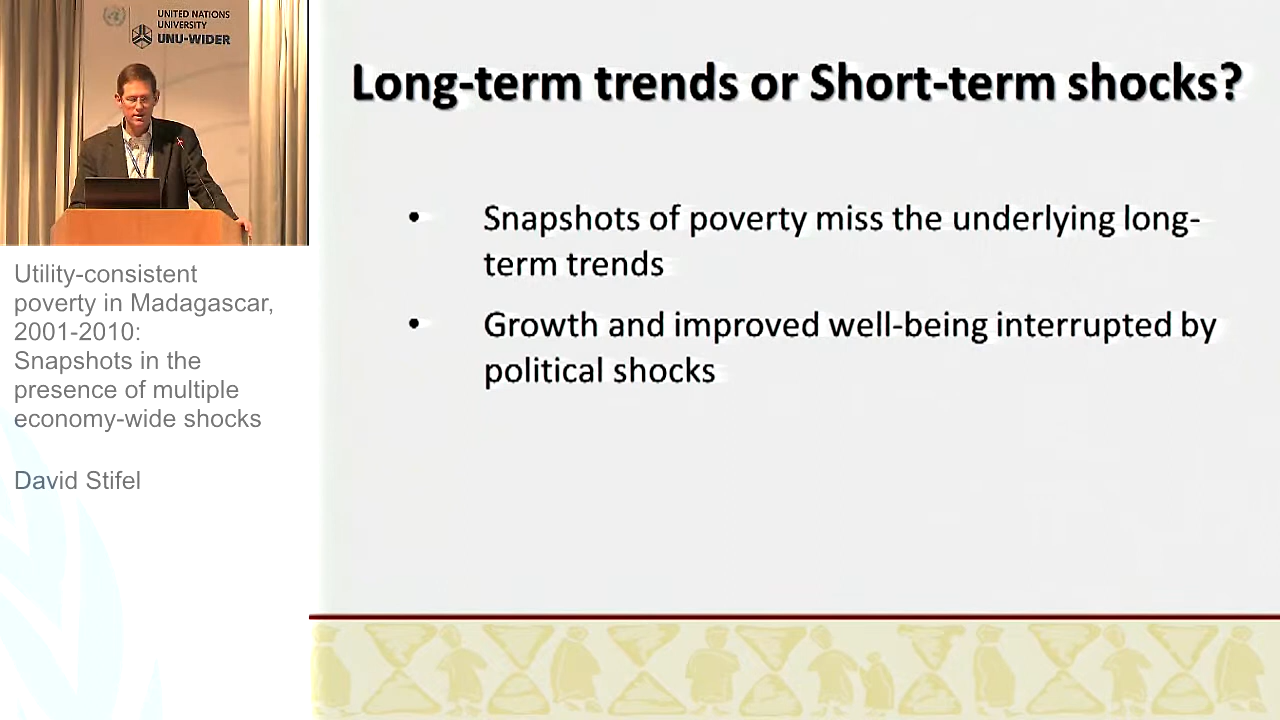 UNITED NATIONS
UNIVERSITY
UNU-WIDER
Long-term trends or Short-term shocks?
• Snapshots of poverty miss the underlying long-
term trends
• Growth and improved well-being interrupted by
political shocks
Utility-consistent
poverty in Madagascar,
2001-2010:
Snapshots in the
presence of multiple
economy-wide shocks
David Stifel